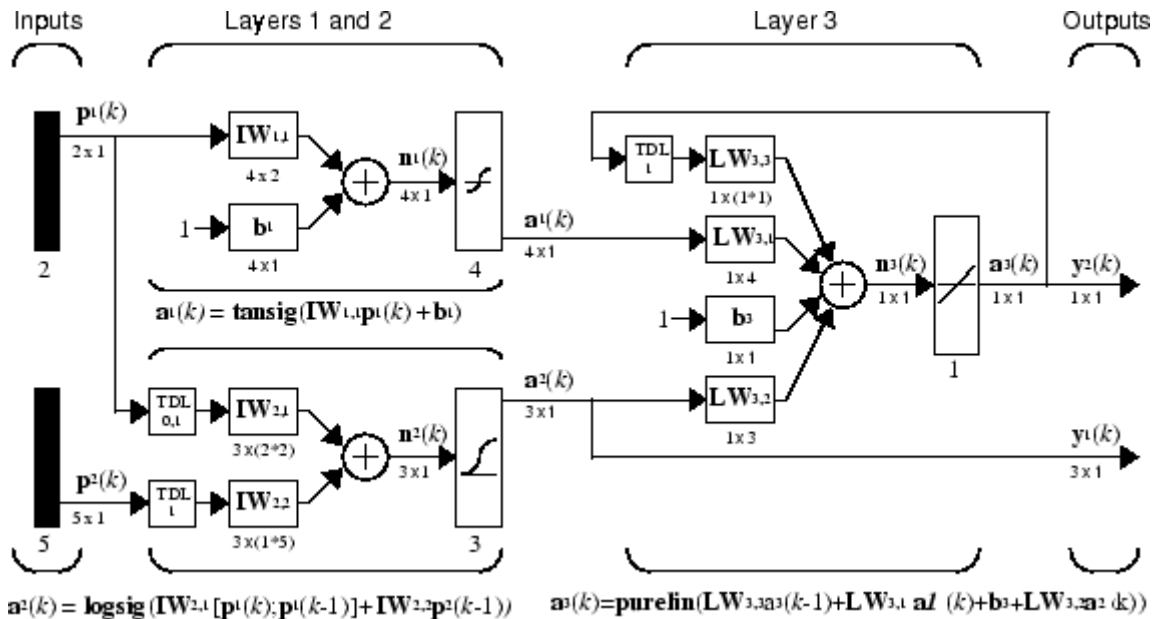 Inputs Layers 1 and 2 Layer 3 Outputs
p1(k)
2 x 1
IW1,1
4 x 2
n1(k)
4 x 1
1
b1
4 x 1
2
4
a1(k) = tansig(IW1,1p1(k) + b1)
a1(k)
4 x 1
TDL
1
LW3,3
1 x (1*1)
LW3,1
1 x 4
1
b3
1 x 1
LW3,2
1 x 3
n3(k)
1 x 1
1
a3(k)
1 x 1
y2(k)
1 x 1
TDL
0,1
IW2,1
3 x (2*2)
n2(k)
3 x 1
a2(k)
3 x 1
y1(k)
3 x 1
p2(k)
5 x 1
TDL
1
IW2,2
3 x (1*5)
5
3
a2(k) = logsig(IW2,1 [p1(k);p1(k-1)]+ IW2,2p2(k-1))
a3(k)=purelin(LW3,3a3(k-1)+LW3,1 a1 (k)+b3+LW3,2a2 (k))